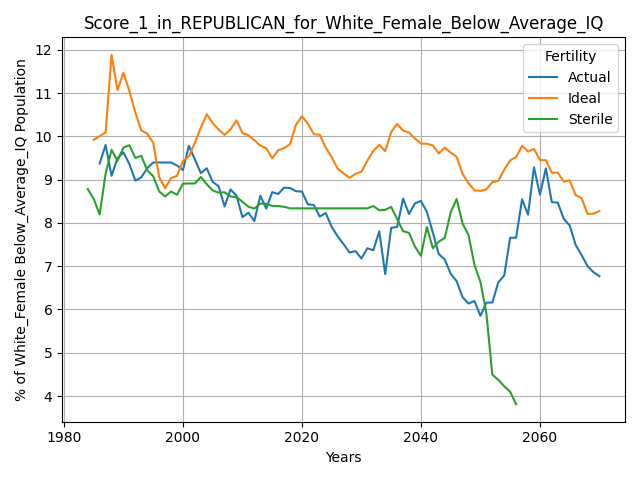 Score_1_in_REPUBLICAN_for_White_Female_Below_Average_IQ
% of White_Female Below_Average_IQ Population
12
11
10
9
8
7
6
5
4
Fertility
Actual
Ideal
Sterile
1980
2000
2020
2040
2060
Years